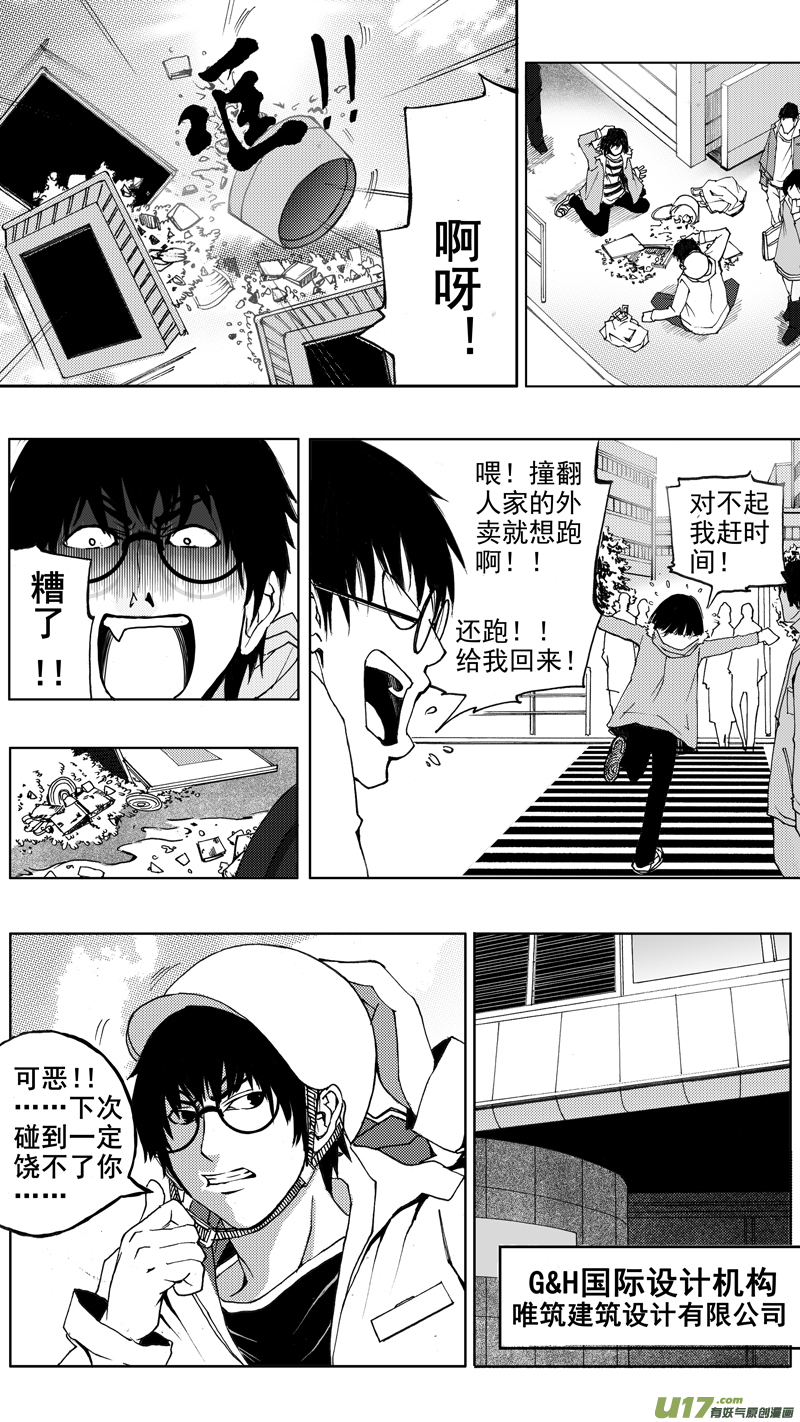 哐!!
啊
呀！
糟
了
!!
喂！撞翻
人家的外
卖就想跑
啊！！
还跑！！
给我回来！
对不起
我赶时
间！
可恶!!
……下次
碰到一定
饶不了你
……
G&H国际设计机构
唯筑建筑设计有限公司
U17.com
有妖气原创漫画